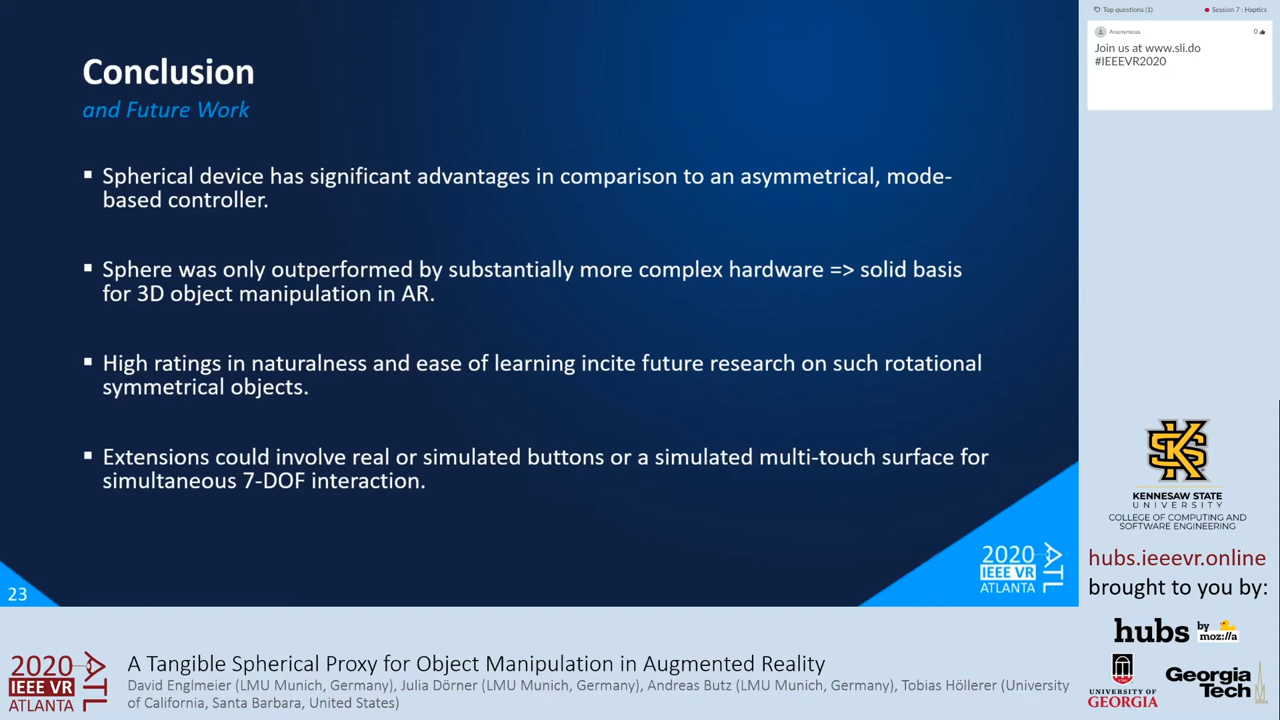 Conclusion
and Future Work
▪ Spherical device has significant advantages in comparison to an asymmetrical, mode-
based controller.
▪ Sphere was only outperformed by substantially more complex hardware => solid basis
for 3D object manipulation in AR.
▪ High ratings in naturalness and ease of learning incite future research on such rotational
symmetrical objects.
▪ Extensions could involve real or simulated buttons or a simulated multi-touch surface for
simultaneous 7-DOF interaction.
23
2020
IEEE VR
ATLANTA
ATL
Top questions (1)
Session 7 : Haptics
Anonymous
0
Join us at www.sli.do
#IEEEVR2020
KS
KENNESAW STATE
UNIVERSITY
COLLEGE OF COMPUTING AND
SOFTWARE ENGINEERING
hubs.ieeevr.online
brought to you by:
hubs by moz://a
UNIVERSITY OF
GEORGIA
Georgia
Tech
2020
IEEE VR
ATLANTA
ATL
A Tangible Spherical Proxy for Object Manipulation in Augmented Reality
David Englmeier (LMU Munich, Germany), Julia Dörner (LMU Munich, Germany), Andreas Butz (LMU Munich, Germany), Tobias Höllerer (University
of California, Santa Barbara, United States)